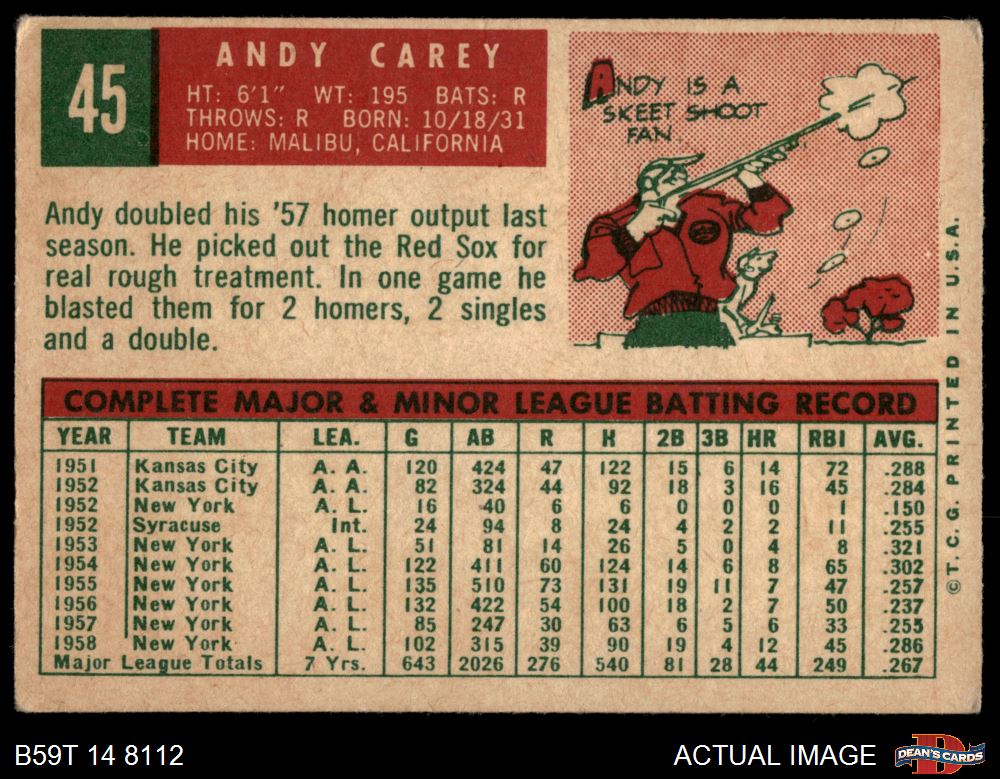 45
ANDY CAREY
HT: 6'1" WT: 195 BATS: R
THROWS: R BORN: 10/18/31
HOME: MALIBU, CALIFORNIA
ANDY IS A
SKEET SHOOT
FAN.
Andy doubled his '57 homer output last
season. He picked out the Red Sox for
real rough treatment. In one game he
blasted them for 2 homers, 2 singles
and a double.
COMPLETE MAJOR & MINOR LEAGUE BATTING RECORD
YEAR TEAM LEA. G AB R H 2B 3B HR RBI AVG.
1951 Kansas City A. A. 120 424 47 122 15 6 14 72 .288
1952 Kansas City A. A. 82 324 44 92 18 3 16 45 .284
1952 New York A. L. 16 40 6 6 0 0 0 1 .150
1952 Syracuse Int. 24 94 8 24 4 2 2 11 .255
1953 New York A. L. 51 81 14 26 5 0 4 8 .321
1954 New York A. L. 122 411 60 124 14 6 8 65 .302
1955 New York A. L. 135 510 73 131 19 11 7 47 .257
1956 New York A. L. 132 422 54 100 18 2 7 50 .237
1957 New York A. L. 85 247 30 63 6 5 6 33 .255
1958 New York A. L. 102 315 39 90 19 4 12 45 .286
Major League Totals 7 Yrs. 643 2026 276 540 81 28 44 249 .267
©T.C.G. PRINTED IN U.S.A.
B59T 14 8112
ACTUAL IMAGE
DEAN'S CARDS